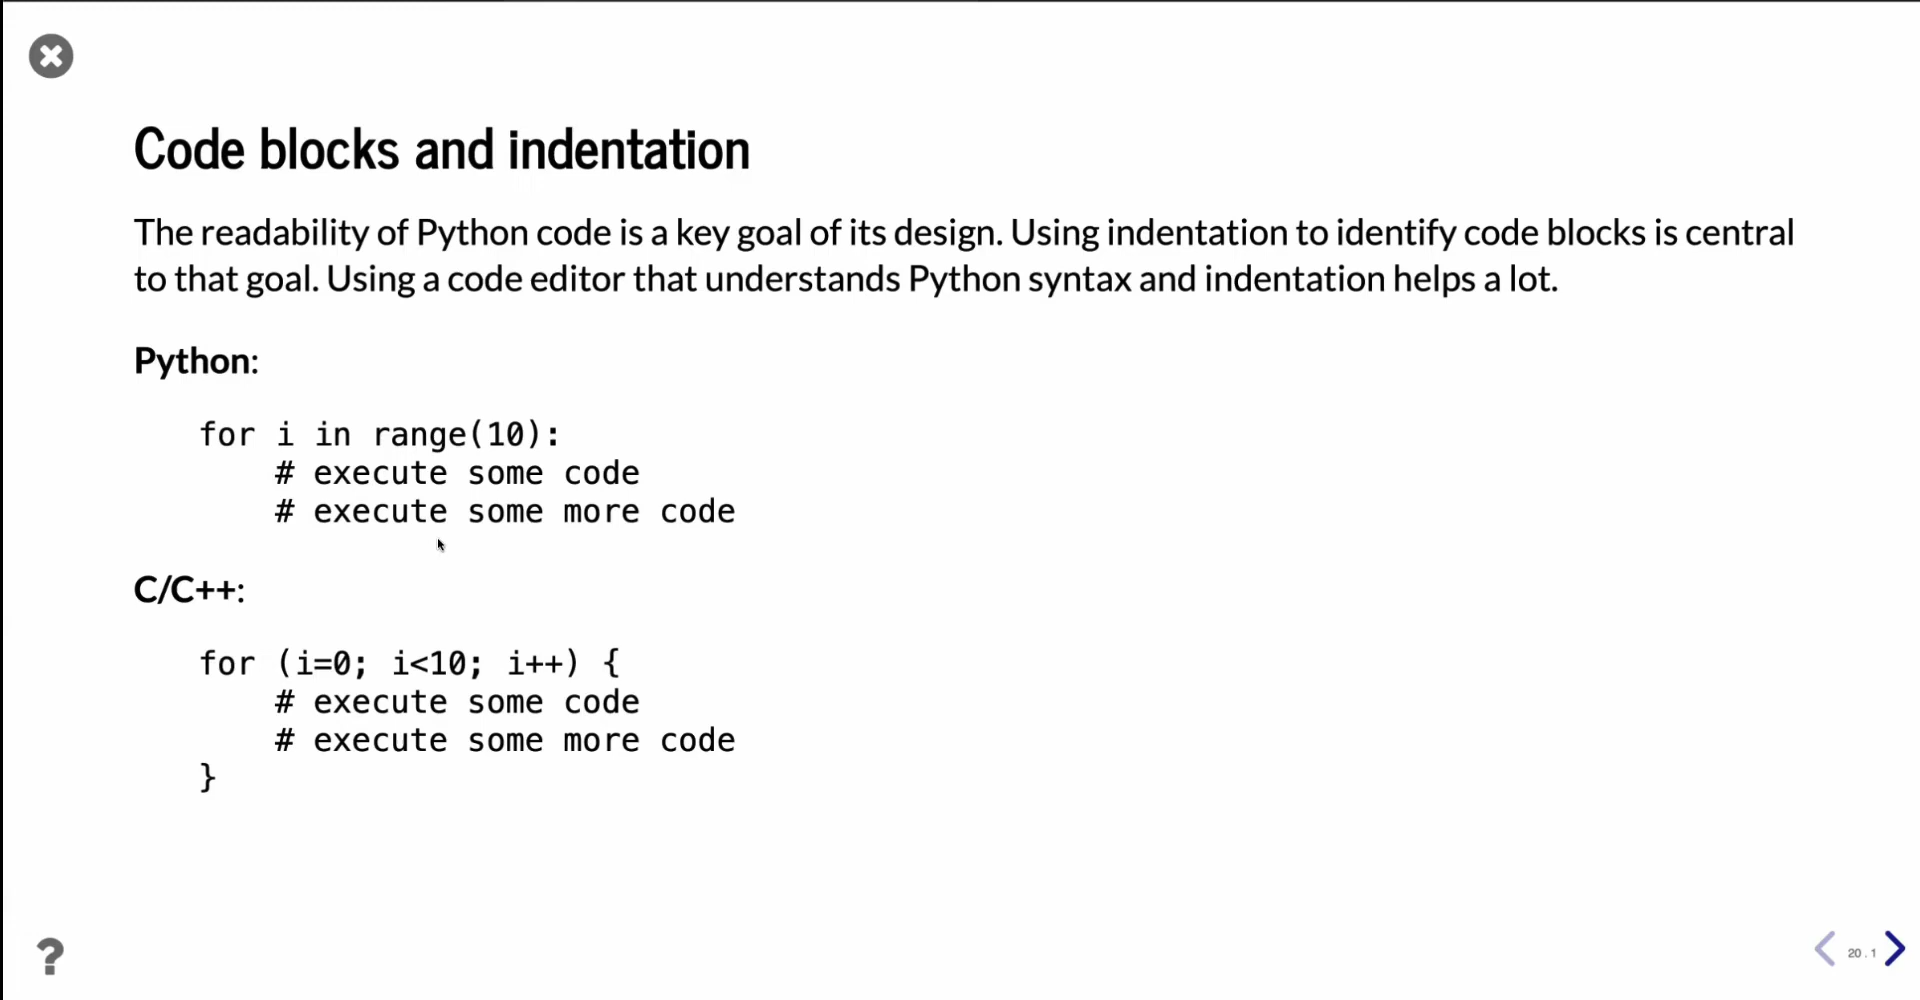 Code blocks and indentation
The readability of Python code is a key goal of its design. Using indentation to identify code blocks is central
to that goal. Using a code editor that understands Python syntax and indentation helps a lot.
Python:
for i in range(10):
    # execute some code
    # execute some more code
C/C++:
for (i=0; i<10; i++) {
    # execute some code
    # execute some more code
}
?
20 . 1